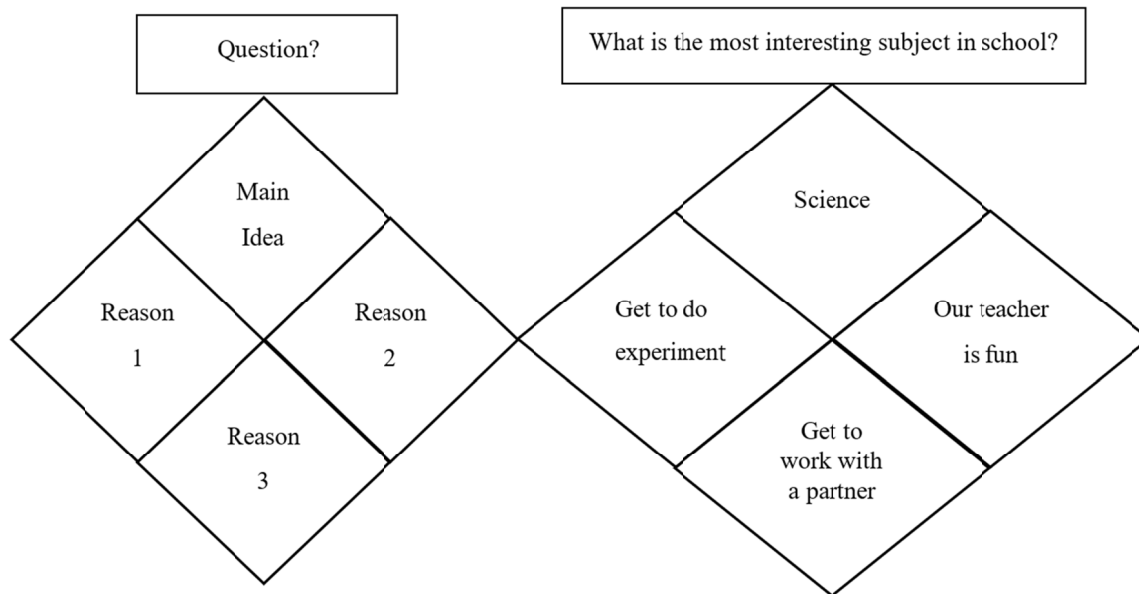 Question?
Main
Idea
Reason
1
Reason
2
Reason
3
What is the most interesting subject in school?
Science
Get to do
experiment
Our teacher
is fun
Get to
work with
a partner